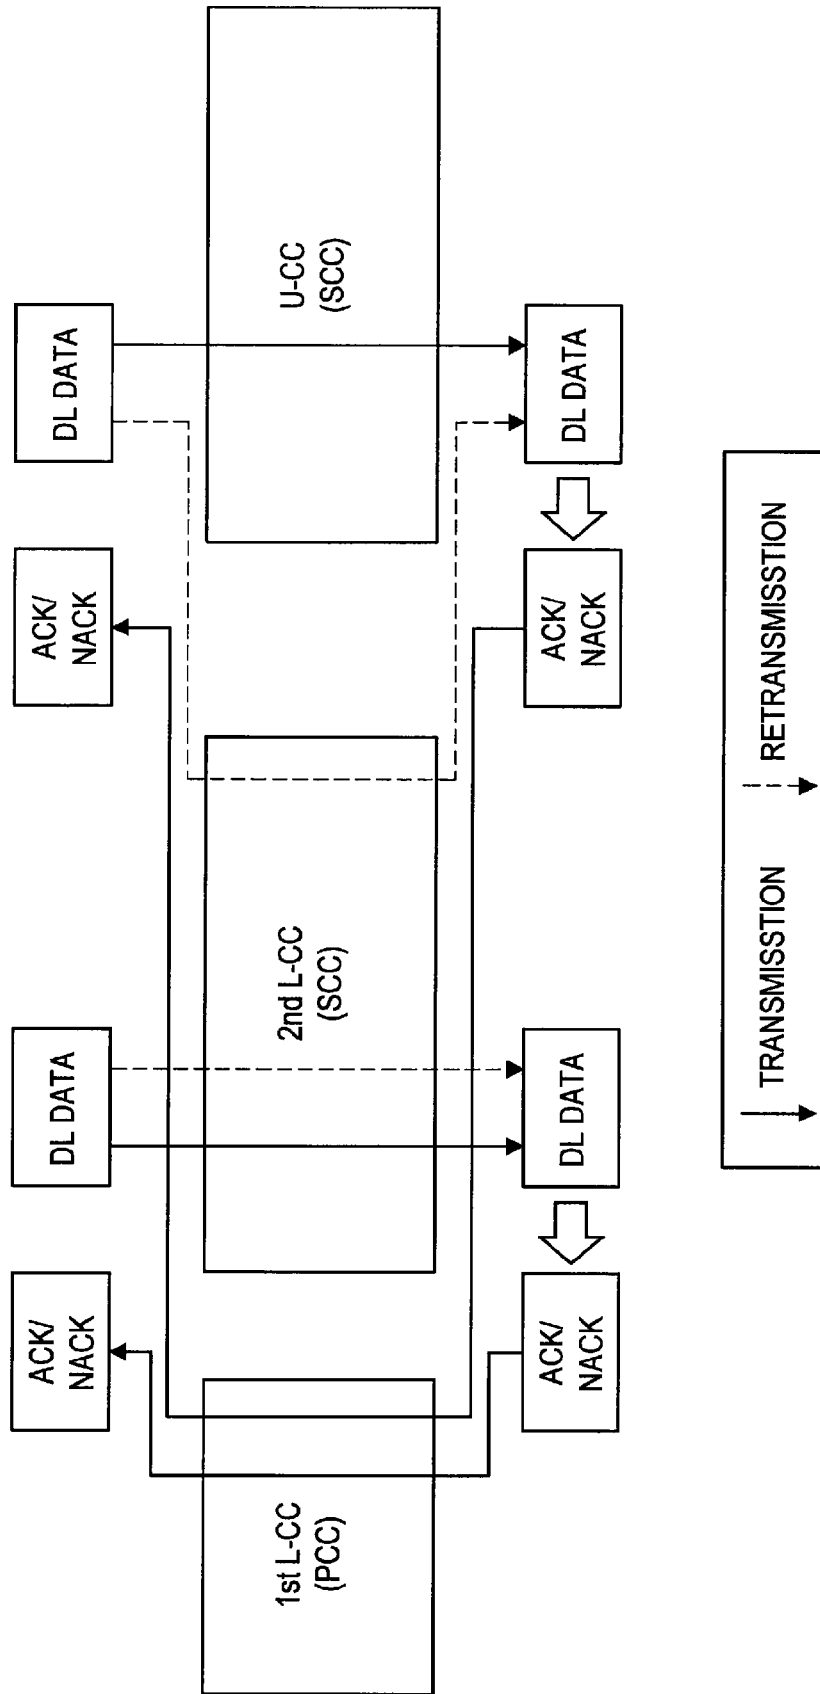 ACK/
NACK
DL DATA
ACK/
NACK
DL DATA
1st L-CC
(PCC)
2nd L-CC
(SCC)
U-CC
(SCC)
ACK/
NACK
DL DATA
ACK/
NACK
DL DATA
TRANSMISSTION
RETRANSMISSTION